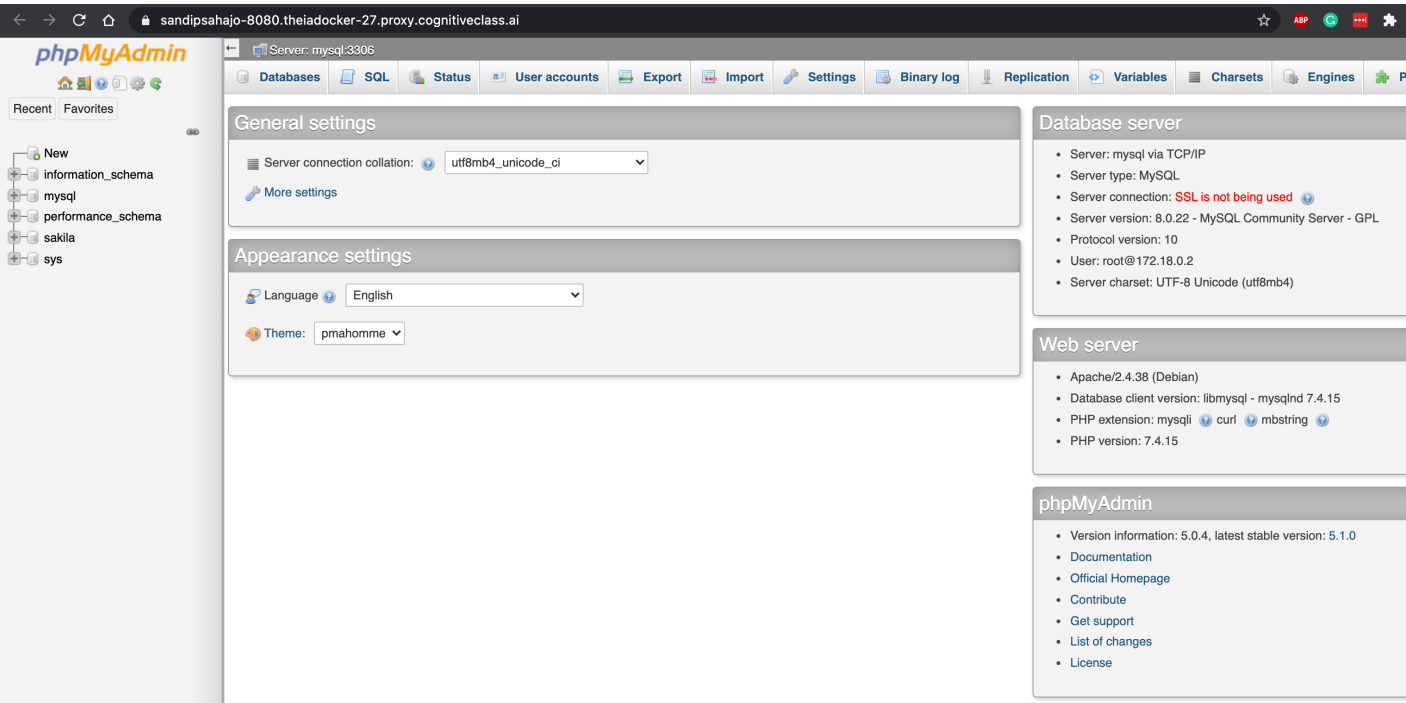 sandipsahajo-8080.theiadocker-27.proxy.cognitiveclass.ai
ABP
phpMyAdmin
Recent Favorites
New
information_schema
mysql
performance_schema
sakila
sys
Server: mysql:3306
Databases SQL Status User accounts Export Import Settings Binary log Replication Variables Charsets Engines P
General settings
Server connection collation: utf8mb4_unicode_ci
More settings
Appearance settings
Language English
Theme: pmahomme
Database server
Server: mysql via TCP/IP
Server type: MySQL
Server connection: SSL is not being used
Server version: 8.0.22 - MySQL Community Server - GPL
Protocol version: 10
User: root@172.18.0.2
Server charset: UTF-8 Unicode (utf8mb4)
Web server
Apache/2.4.38 (Debian)
Database client version: libmysql - mysqlnd 7.4.15
PHP extension: mysqli curl mbstring
PHP version: 7.4.15
phpMyAdmin
Version information: 5.0.4, latest stable version: 5.1.0
Documentation
Official Homepage
Contribute
Get support
List of changes
License